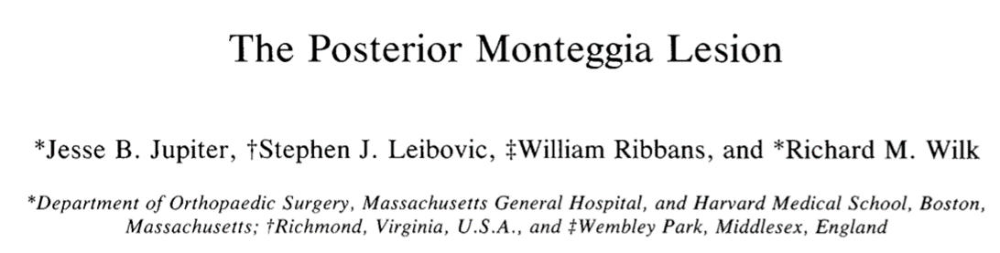 The Posterior Monteggia Lesion
*Jesse B. Jupiter, †Stephen J. Leibovic, ‡William Ribbans, and *Richard M. Wilk
*Department of Orthopaedic Surgery, Massachusetts General Hospital, and Harvard Medical School, Boston,
Massachusetts; †Richmond, Virginia, U.S.A., and ‡Wembley Park, Middlesex, England